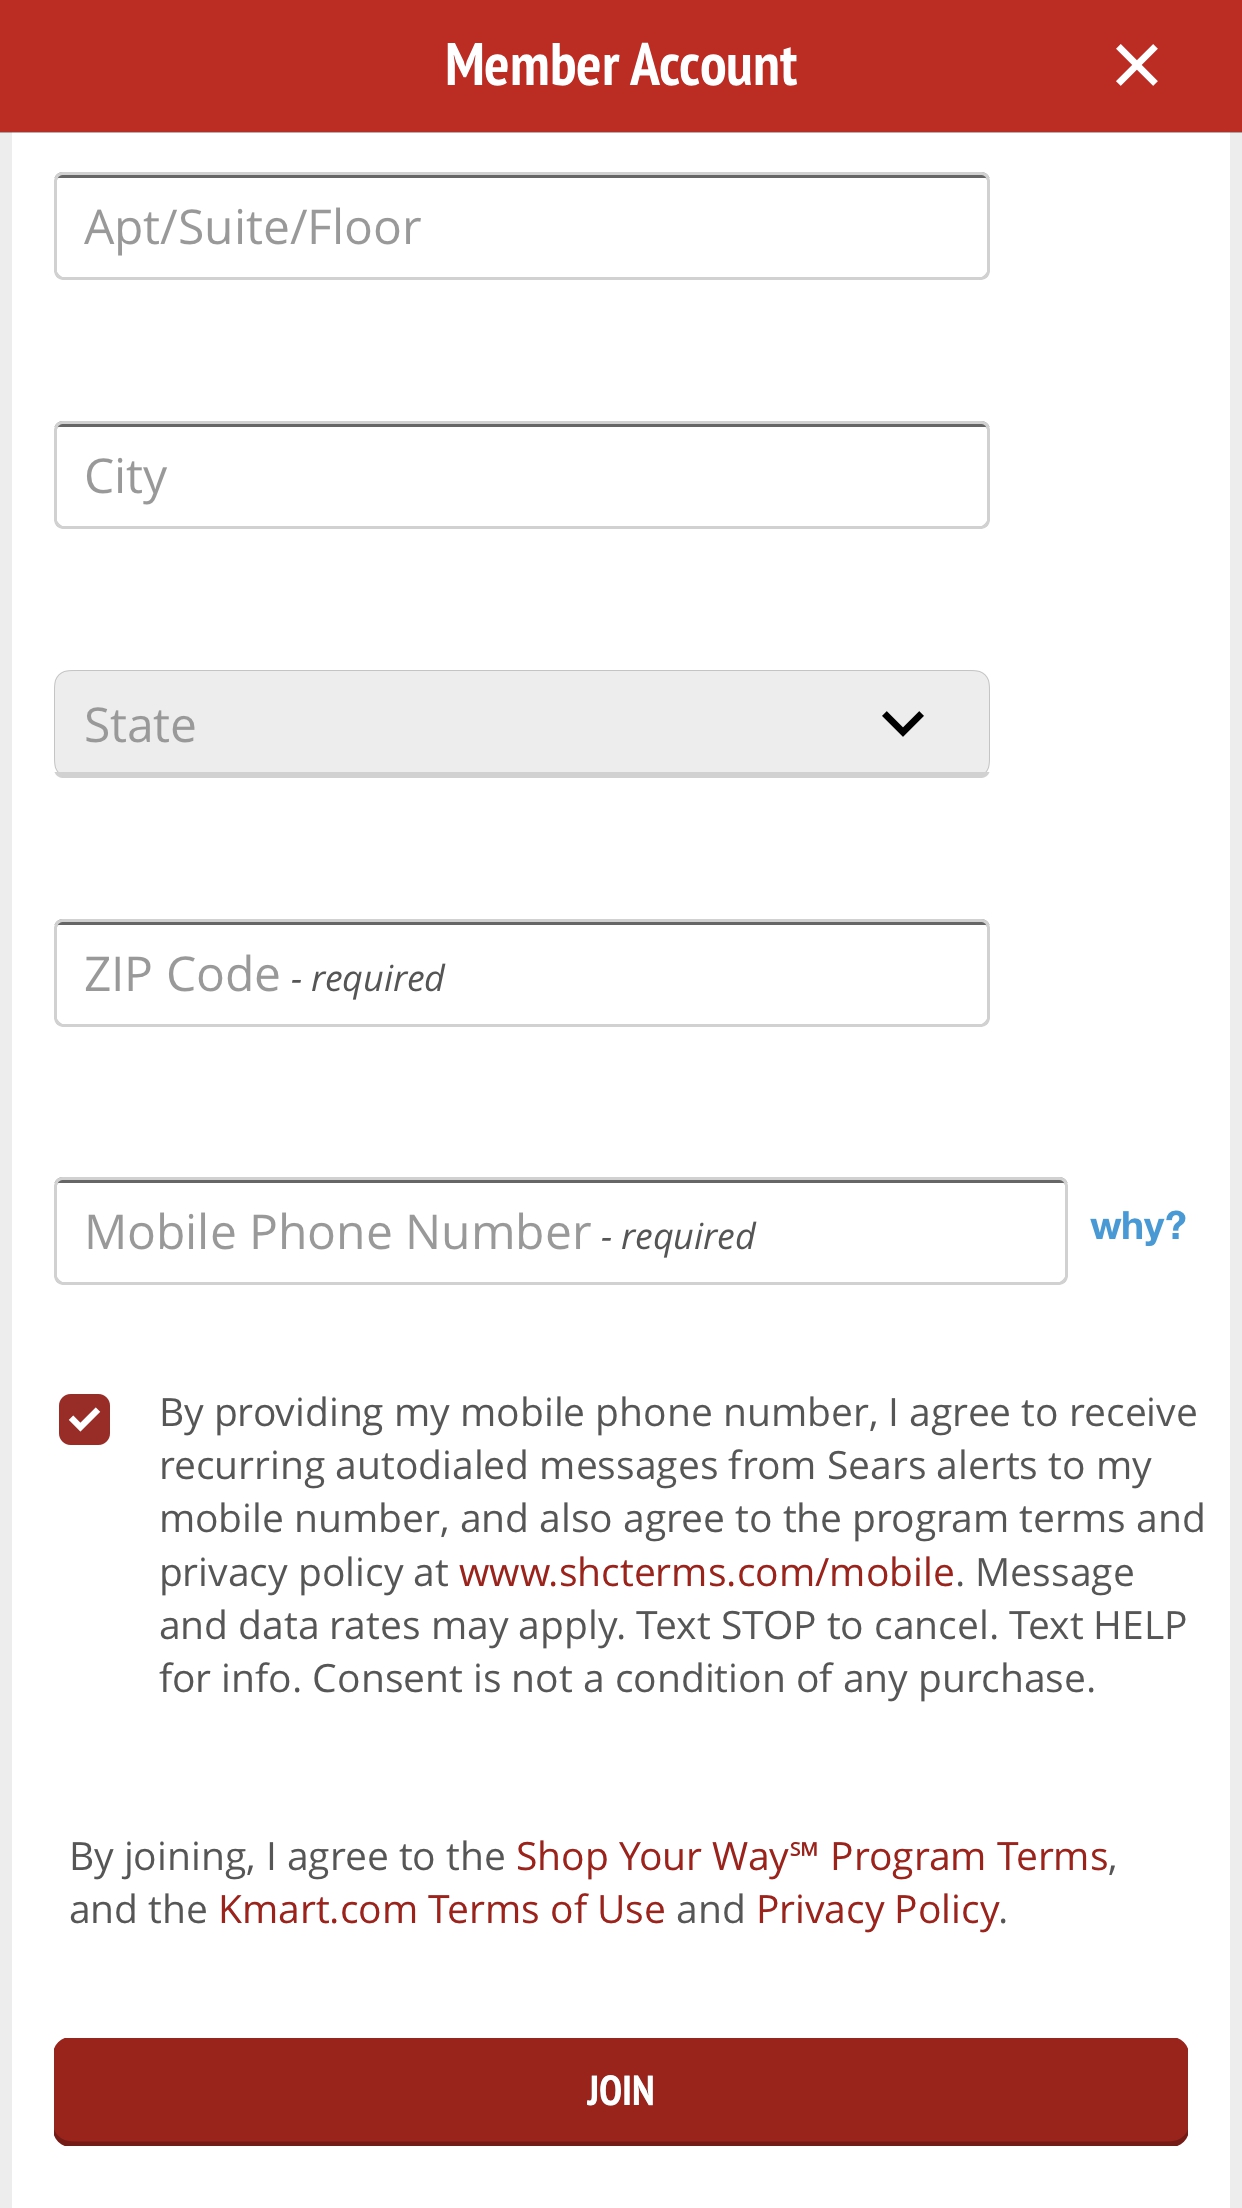 Member Account
Apt/Suite/Floor
City
State
ZIP Code - required
Mobile Phone Number - required
why?
By providing my mobile phone number, I agree to receive
recurring autodialed messages from Sears alerts to my
mobile number, and also agree to the program terms and
privacy policy at www.shcterms.com/mobile. Message
and data rates may apply. Text STOP to cancel. Text HELP
for info. Consent is not a condition of any purchase.
By joining, I agree to the Shop Your Way℠ Program Terms,
and the Kmart.com Terms of Use and Privacy Policy.
JOIN